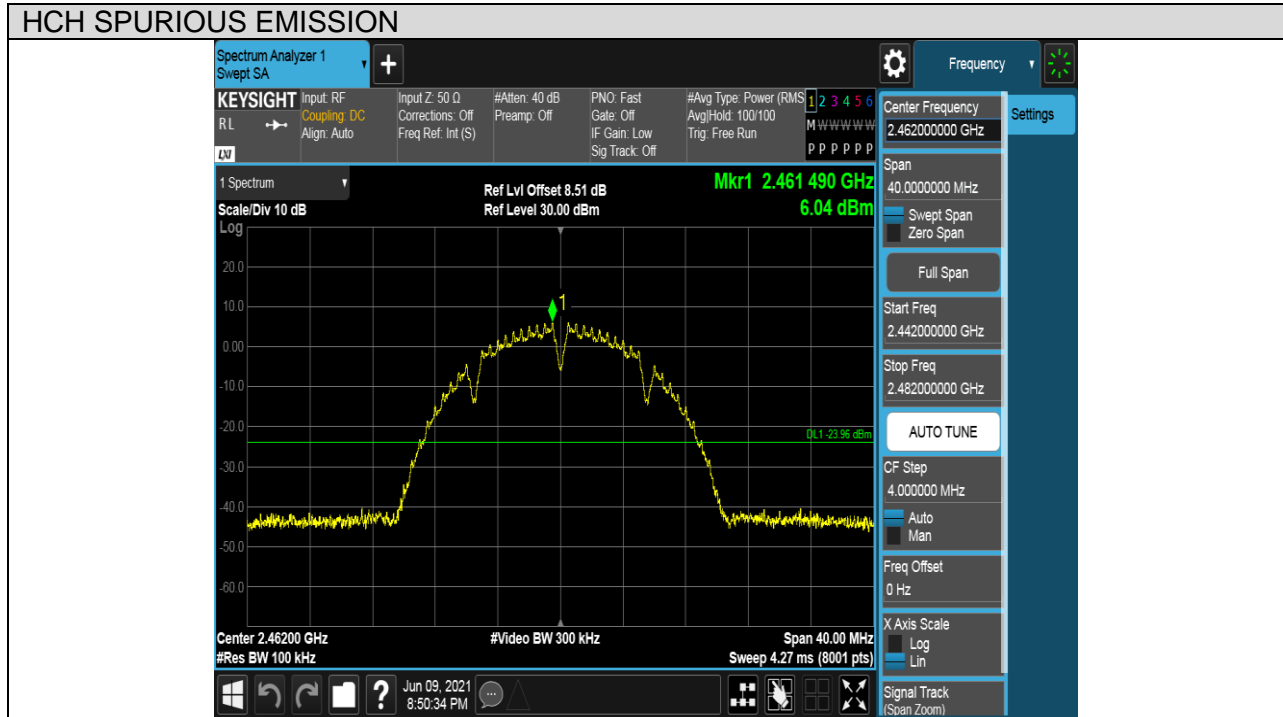 HCH SPURIOUS EMISSION
Spectrum Analyzer 1
Swept SA
+
Frequency
KEYSIGHT
RL
LXI
Input: RF
Coupling: DC
Align: Auto
Input Z: 50 Ω
Corrections: Off
Freq Ref: Int (S)
#Atten: 40 dB
Preamp: Off
PNO: Fast
Gate: Off
IF Gain: Low
Sig Track: Off
#Avg Type: Power (RMS
Avg|Hold: 100/100
Trig: Free Run
1 2 3 4 5 6
M W W W W W
P P P P P P
1 Spectrum
Scale/Div 10 dB
Ref Lvl Offset 8.51 dB
Ref Level 30.00 dBm
Mkr1 2.461 490 GHz
6.04 dBm
Log
20.0
10.0
0.00
-10.0
-20.0
-30.0
-40.0
-50.0
-60.0
1
DL1 -23.96 dBm
Center 2.46200 GHz
#Res BW 100 kHz
#Video BW 300 kHz
Span 40.00 MHz
Sweep 4.27 ms (8001 pts)
?
Jun 09, 2021
8:50:34 PM
Center Frequency
2.462000000 GHz
Settings
Span
40.0000000 MHz
Swept Span
Zero Span
Full Span
Start Freq
2.442000000 GHz
Stop Freq
2.482000000 GHz
AUTO TUNE
CF Step
4.000000 MHz
Auto
Man
Freq Offset
0 Hz
X Axis Scale
Log
Lin
Signal Track
(Span Zoom)